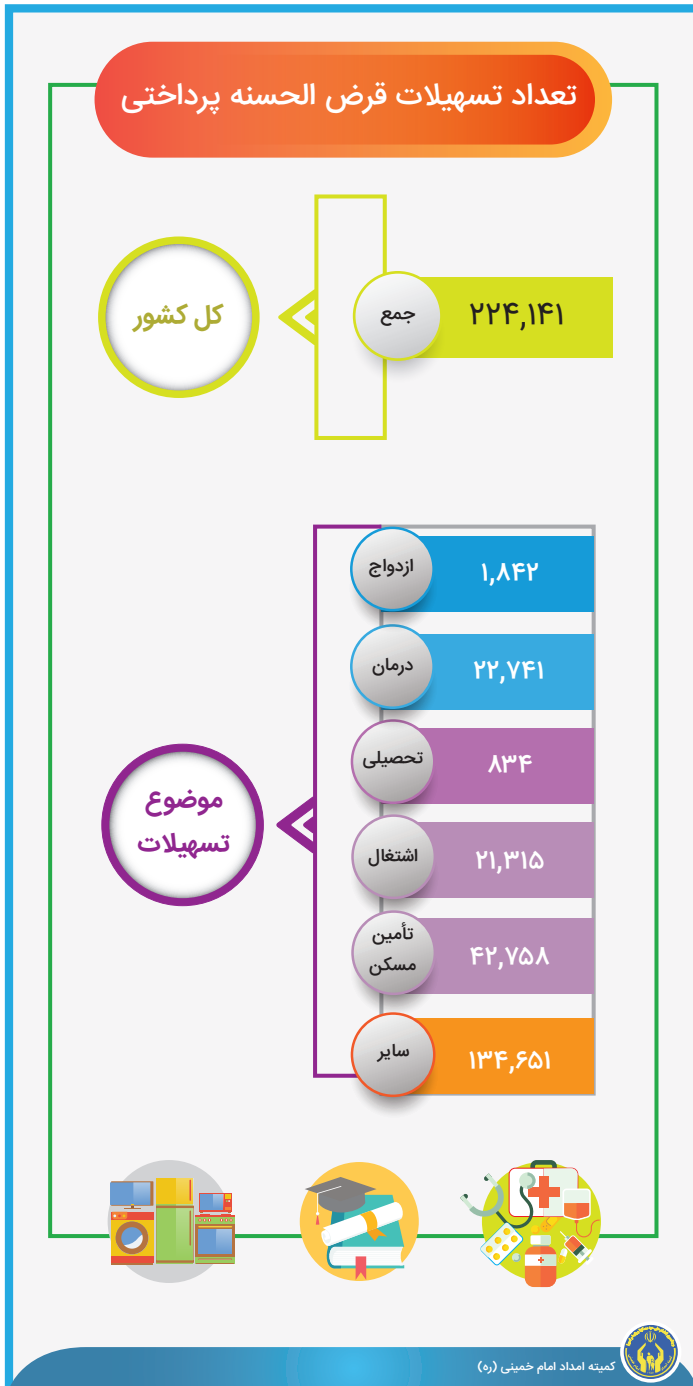 تعداد تسهیلات قرض الحسنه پرداختی
کل کشور
جمع
۲۲۴,۱۴۱
موضوع
تسهیلات
ازدواج
۱,۸۴۲
درمان
۲۲,۷۴۱
تحصیلی
۸۳۴
اشتغال
۲۱,۳۱۵
تأمین
مسکن
۴۲,۷۵۸
سایر
۱۳۴,۶۵۱
کمیته امداد امام خمینی (ره)